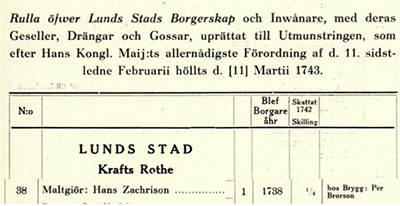 Rulla öfwer Lunds Stads Borgerskap och Inwånare, med deras
Geseller, Drängar och Gossar, uprättat till Utmunstringen, som
efter Hans Kongl. Maij:ts allernådigste Förordning af d. 11. sidst-
ledne Februarii höllts d. [11] Martii 1743.
N:o
Blef Borgare åhr
Skattat 1742 Skilling
LUNDS STAD
Krafts Rothe
38 Maltgiör: Hans Zachrison ............... 1 1738 1/4 hos Brygg: Per
Brorson